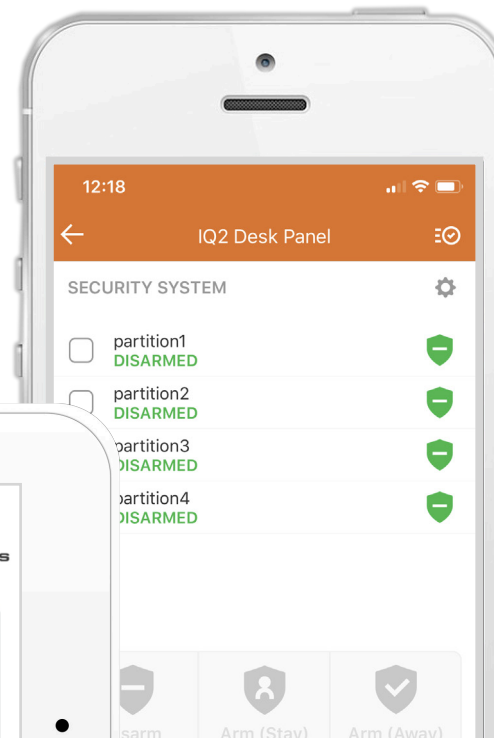 12:18
IQ2 Desk Panel
SECURITY SYSTEM
partition1
DISARMED
partition2
DISARMED
partition3
DISARMED
partition4
DISARMED
s
sarm
Arm (Stay)
Arm (Away)